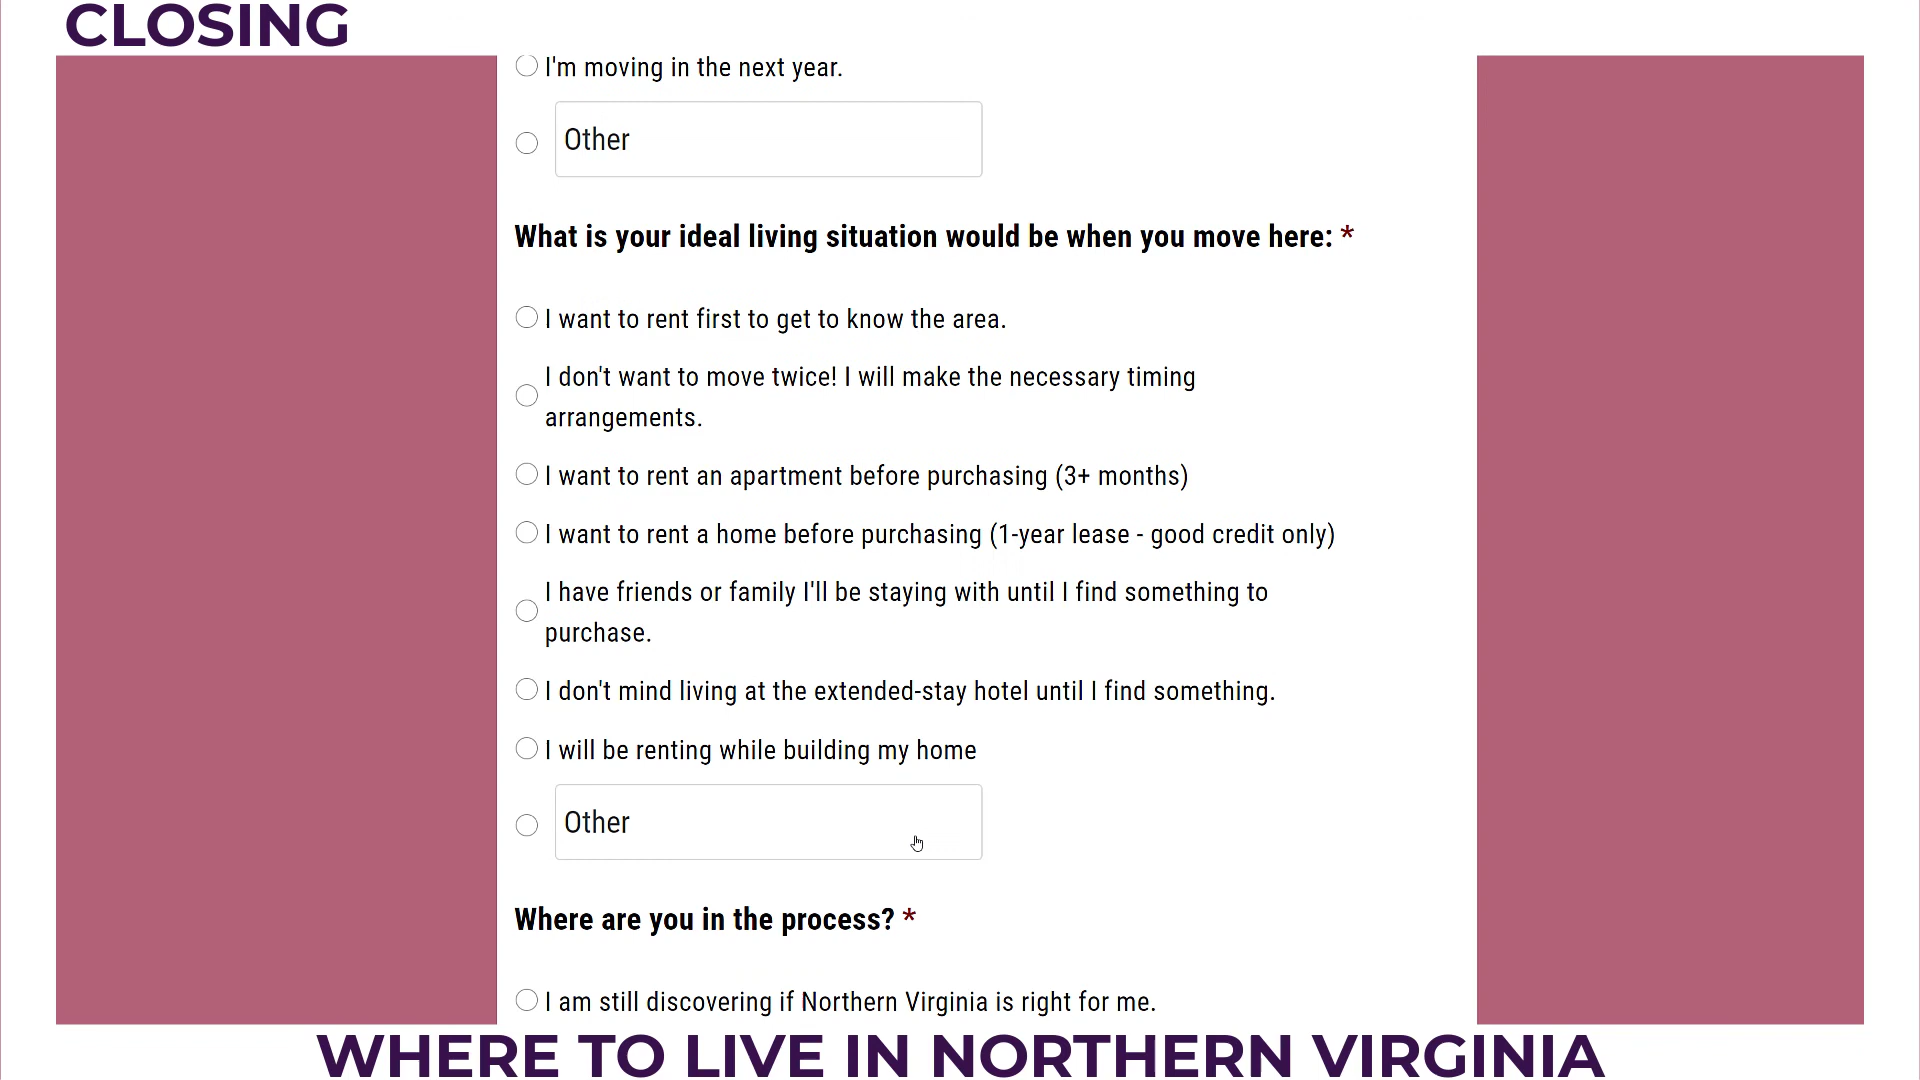 CLOSING
I'm moving in the next year.
Other
What is your ideal living situation would be when you move here: *
I want to rent first to get to know the area.
I don't want to move twice! I will make the necessary timing
arrangements.
I want to rent an apartment before purchasing (3+ months)
I want to rent a home before purchasing (1-year lease - good credit only)
I have friends or family I'll be staying with until I find something to
purchase.
I don't mind living at the extended-stay hotel until I find something.
I will be renting while building my home
Other
Where are you in the process? *
I am still discovering if Northern Virginia is right for me.
WHERE TO LIVE IN NORTHERN VIRGINIA